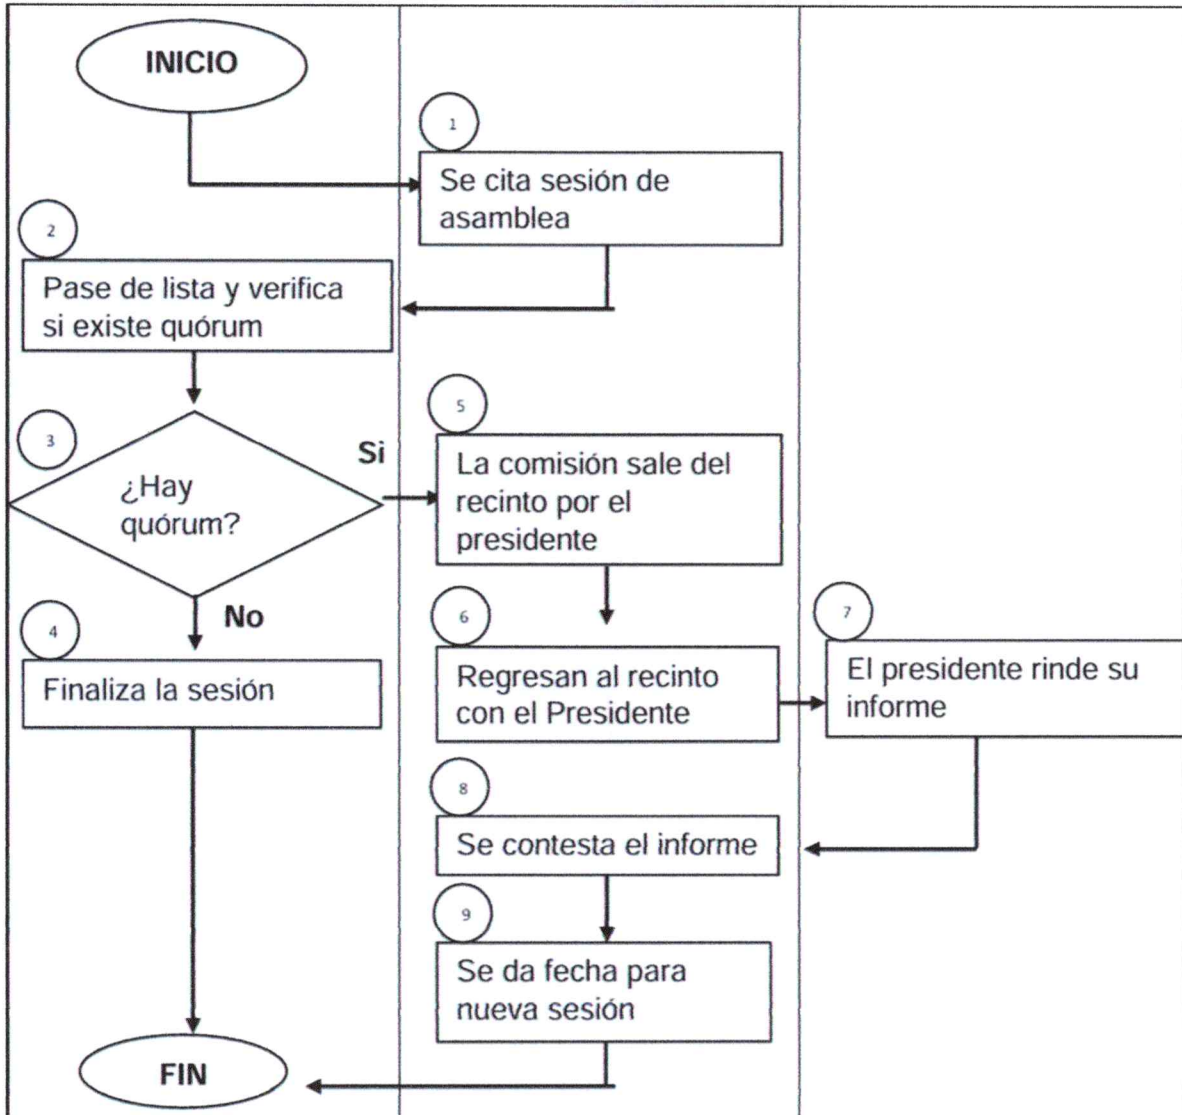 INICIO
1
Se cita sesión de
asamblea
2
Pase de lista y verifica
si existe quórum
3
¿Hay
quórum?
Si
No
4
Finaliza la sesión
5
La comisión sale del
recinto por el
presidente
6
Regresan al recinto
con el Presidente
7
El presidente rinde su
informe
8
Se contesta el informe
9
Se da fecha para
nueva sesión
FIN